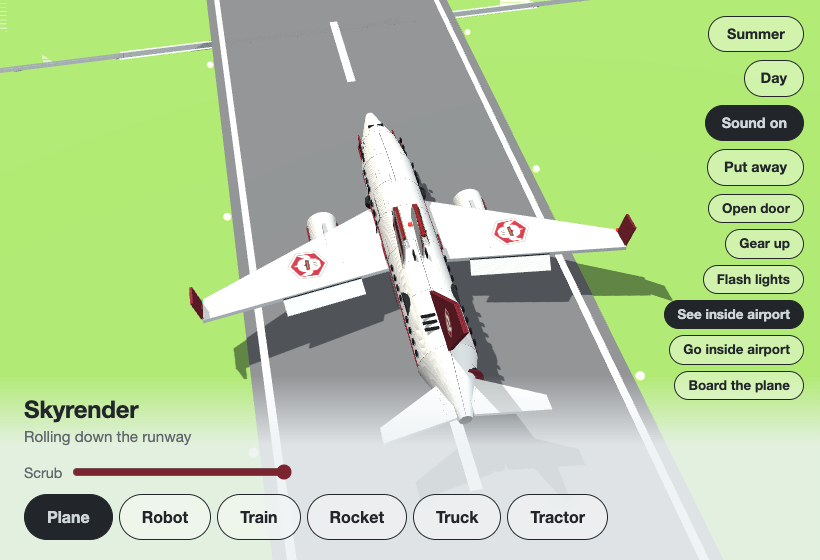 Summer
Day
Sound on
Put away
Open door
Gear up
Flash lights
See inside airport
Go inside airport
Board the plane
Skyrender
Rolling down the runway
Scrub
Plane
Robot
Train
Rocket
Truck
Tractor